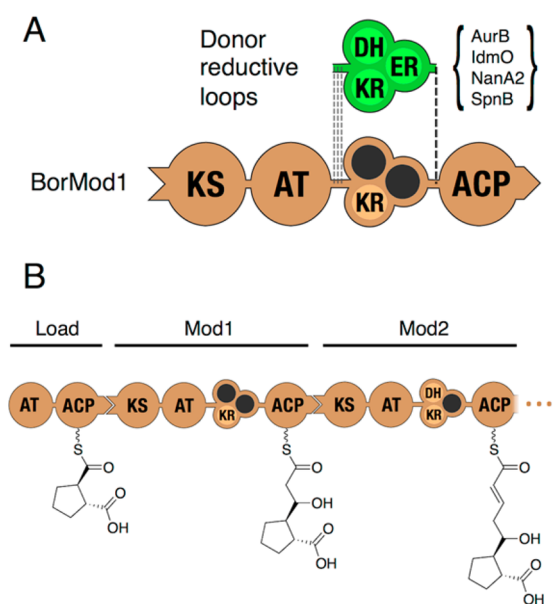 A
Donor
reductive
loops
DH
ER
KR
AurB
IdmO
NanA2
SpnB
BorMod1
KS
AT
KR
ACP
B
Load
Mod1
Mod2
AT
ACP
KS
AT
KR
ACP
KS
AT
DH
KR
ACP
S
O
O
OH
S
O
OH
O
OH
S
O
OH
O
OH